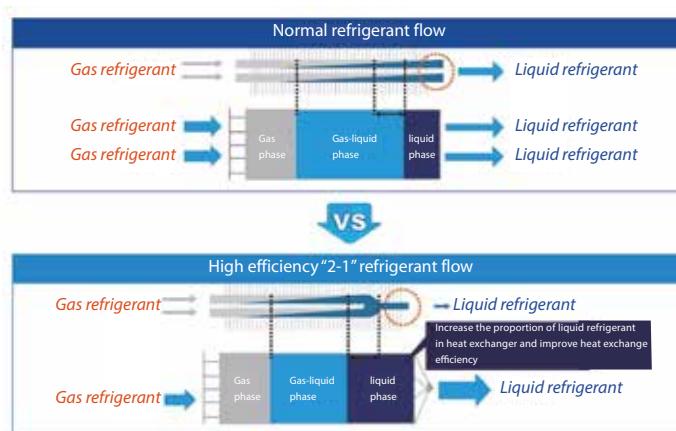 Normal refrigerant flow
Gas refrigerant
Liquid refrigerant
Gas refrigerant
Liquid refrigerant
Gas refrigerant
Liquid refrigerant
Gas
phase
Gas-liquid
phase
liquid
phase
VS
High efficiency "2-1" refrigerant flow
Gas refrigerant
Liquid refrigerant
Increase the proportion of liquid refrigerant
in heat exchanger and improve heat exchange
efficiency
Gas
phase
Gas-liquid
phase
liquid
phase
Gas refrigerant
Liquid refrigerant